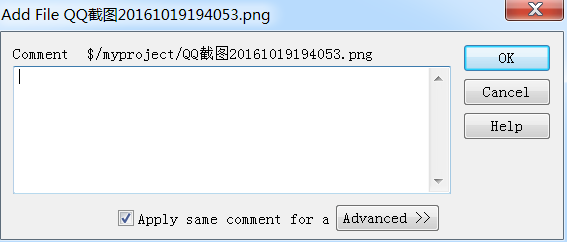 Add File QQ截图20161019194053.png
Comment $/myproject/QQ截图20161019194053.png
OK
Cancel
Help
Apply same comment for a
Advanced >>